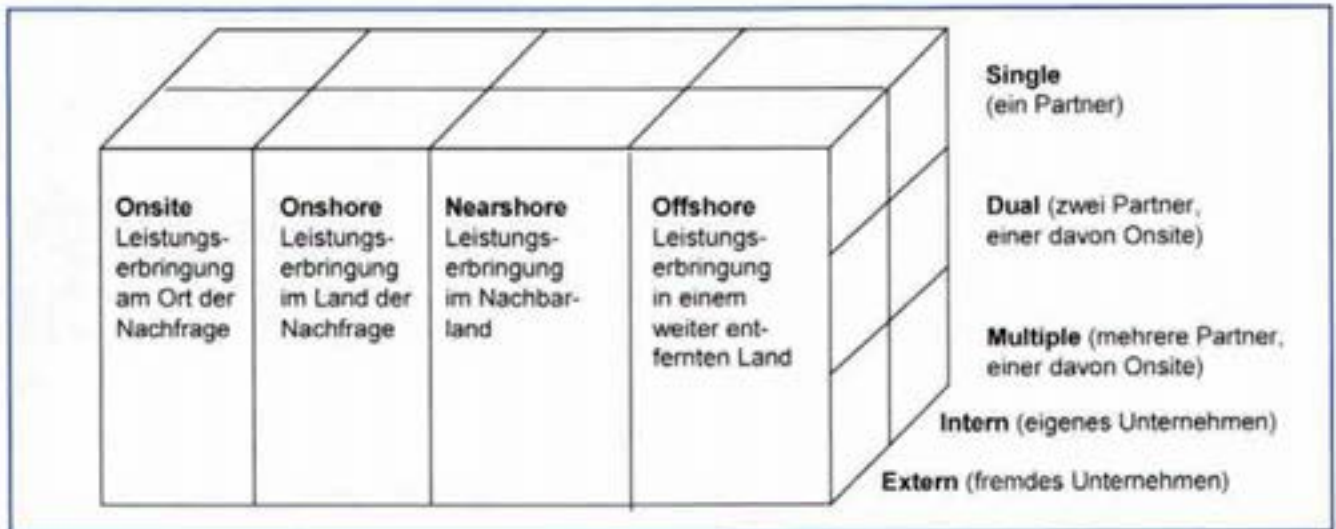 Onsite
Leistungs-
erbringung
am Ort der
Nachfrage
Onshore
Leistungs-
erbringung
im Land der
Nachfrage
Nearshore
Leistungs-
erbringung
im Nachbar-
land
Offshore
Leistungs-
erbringung
in einem
weiter ent-
fernten Land
Single
(ein Partner)
Dual (zwei Partner,
einer davon Onsite)
Multiple (mehrere Partner,
einer davon Onsite)
Intern (eigenes Unternehmen)
Extern (fremdes Unternehmen)